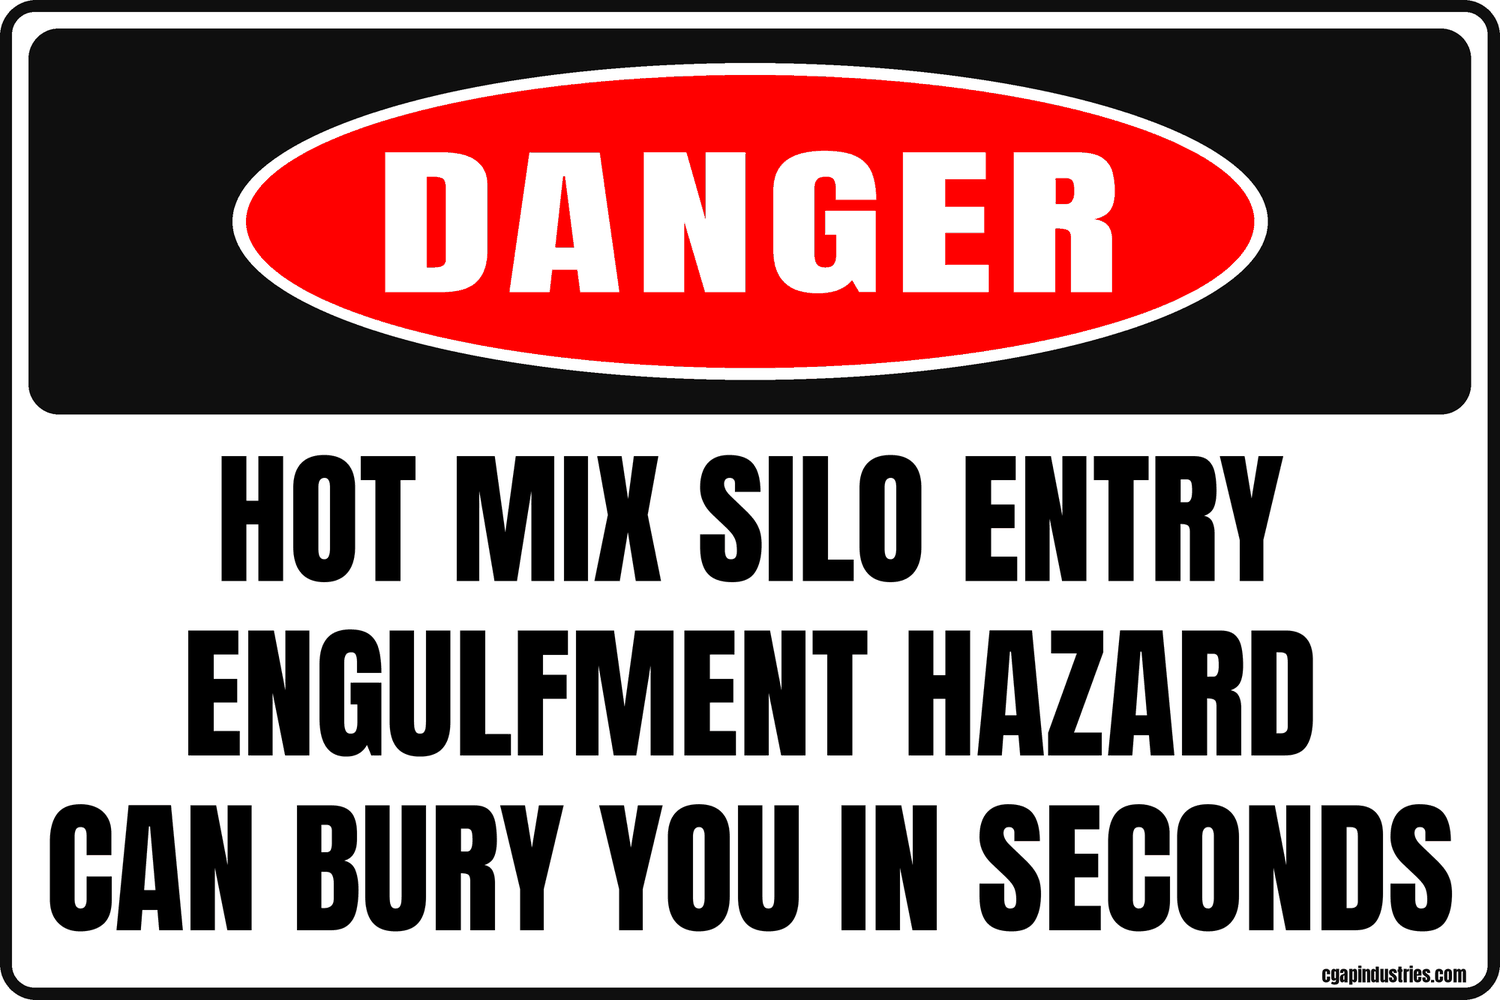 DANGER
HOT MIX SILO ENTRY
ENGULFMENT HAZARD
CAN BURY YOU IN SECONDS
cgapindustries.com